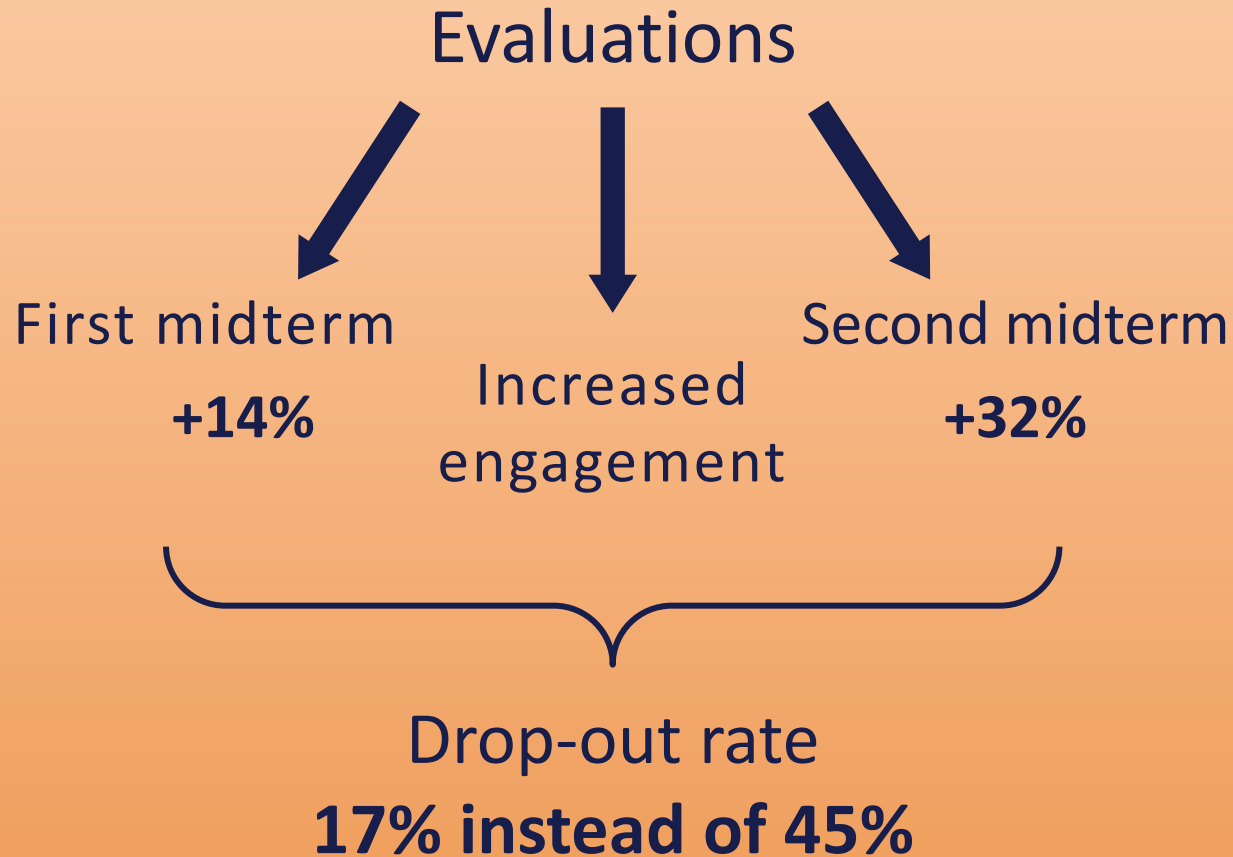 Evaluations
First midterm
+14%
Increased
engagement
Second midterm
+32%
Drop-out rate
17% instead of 45%